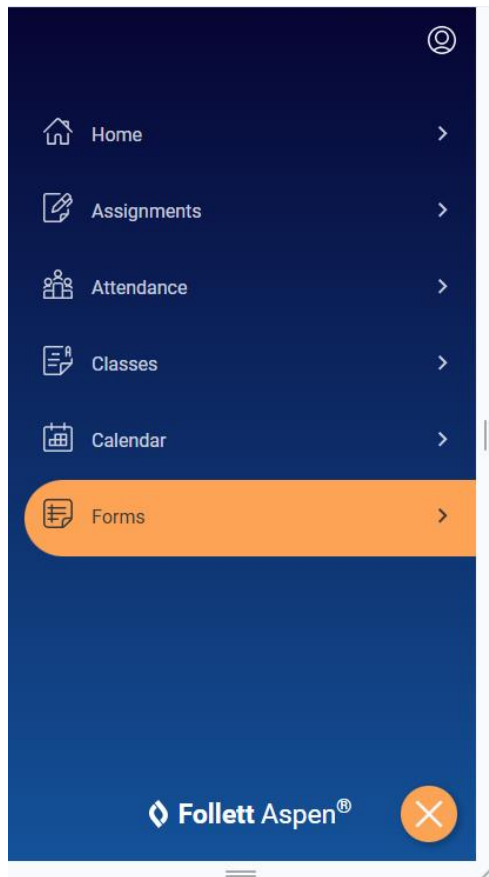 Home
Assignments
Attendance
Classes
Calendar
Forms
Follett Aspen®